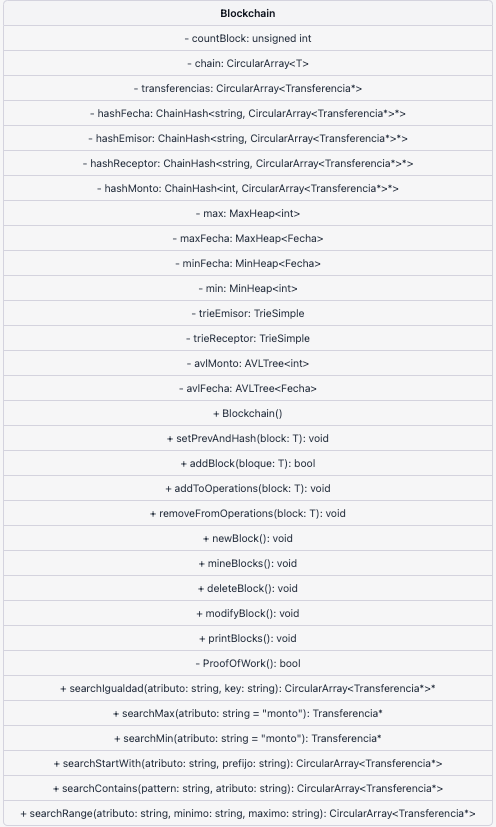 Blockchain
- countBlock: unsigned int
- chain: CircularArray<T>
- transferencias: CircularArray<Transferencia*>
- hashFecha: ChainHash<string, CircularArray<Transferencia*>*>
- hashEmisor: ChainHash<string, CircularArray<Transferencia*>*>
- hashReceptor: ChainHash<string, CircularArray<Transferencia*>*>
- hashMonto: ChainHash<int, CircularArray<Transferencia*>*>
- max: MaxHeap<int>
- maxFecha: MaxHeap<Fecha>
- minFecha: MinHeap<Fecha>
- min: MinHeap<int>
- trieEmisor: TrieSimple
- trieReceptor: TrieSimple
- avlMonto: AVLTree<int>
- avlFecha: AVLTree<Fecha>
+ Blockchain()
+ setPrevAndHash(block: T): void
+ addBlock(bloque: T): bool
+ addToOperations(block: T): void
+ removeFromOperations(block: T): void
+ newBlock(): void
+ mineBlocks(): void
+ deleteBlock(): void
+ modifyBlock(): void
+ printBlocks(): void
- ProofOfWork(): bool
+ searchIgualdad(atributo: string, key: string): CircularArray<Transferencia*>*
+ searchMax(atributo: string = "monto"): Transferencia*
+ searchMin(atributo: string = "monto"): Transferencia*
+ searchStartWith(atributo: string, prefijo: string): CircularArray<Transferencia*>
+ searchContains(pattern: string, atributo: string): CircularArray<Transferencia*>
+ searchRange(atributo: string, minimo: string, maximo: string): CircularArray<Transferencia*>